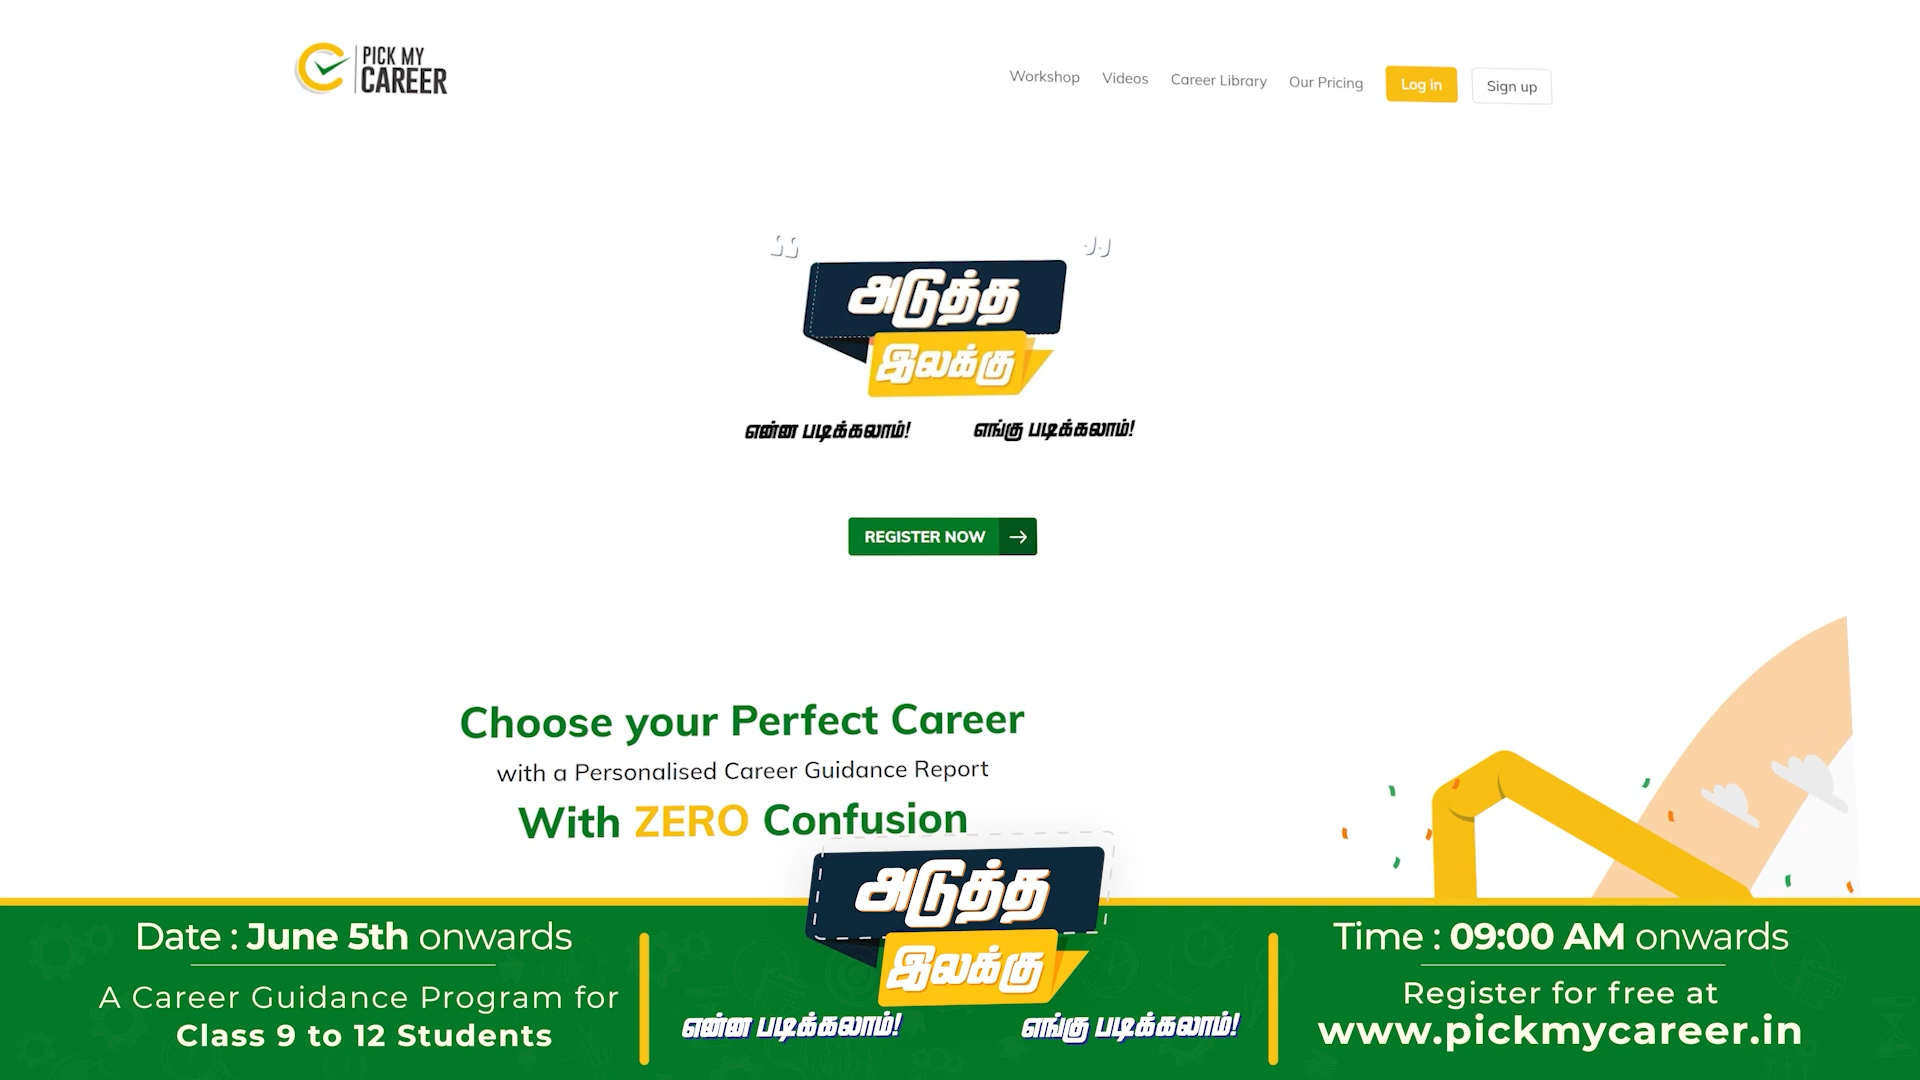 PICK MY
CAREER
Workshop Videos Career Library Our Pricing Log in Sign up
“ ”
அடுத்த
இலக்கு
என்ன படிக்கலாம்! எங்கு படிக்கலாம்!
REGISTER NOW →
Choose your Perfect Career
with a Personalised Career Guidance Report
With ZERO Confusion
Date : June 5th onwards
A Career Guidance Program for
Class 9 to 12 Students
அடுத்த
இலக்கு
என்ன படிக்கலாம்! எங்கு படிக்கலாம்!
Time : 09:00 AM onwards
Register for free at
www.pickmycareer.in